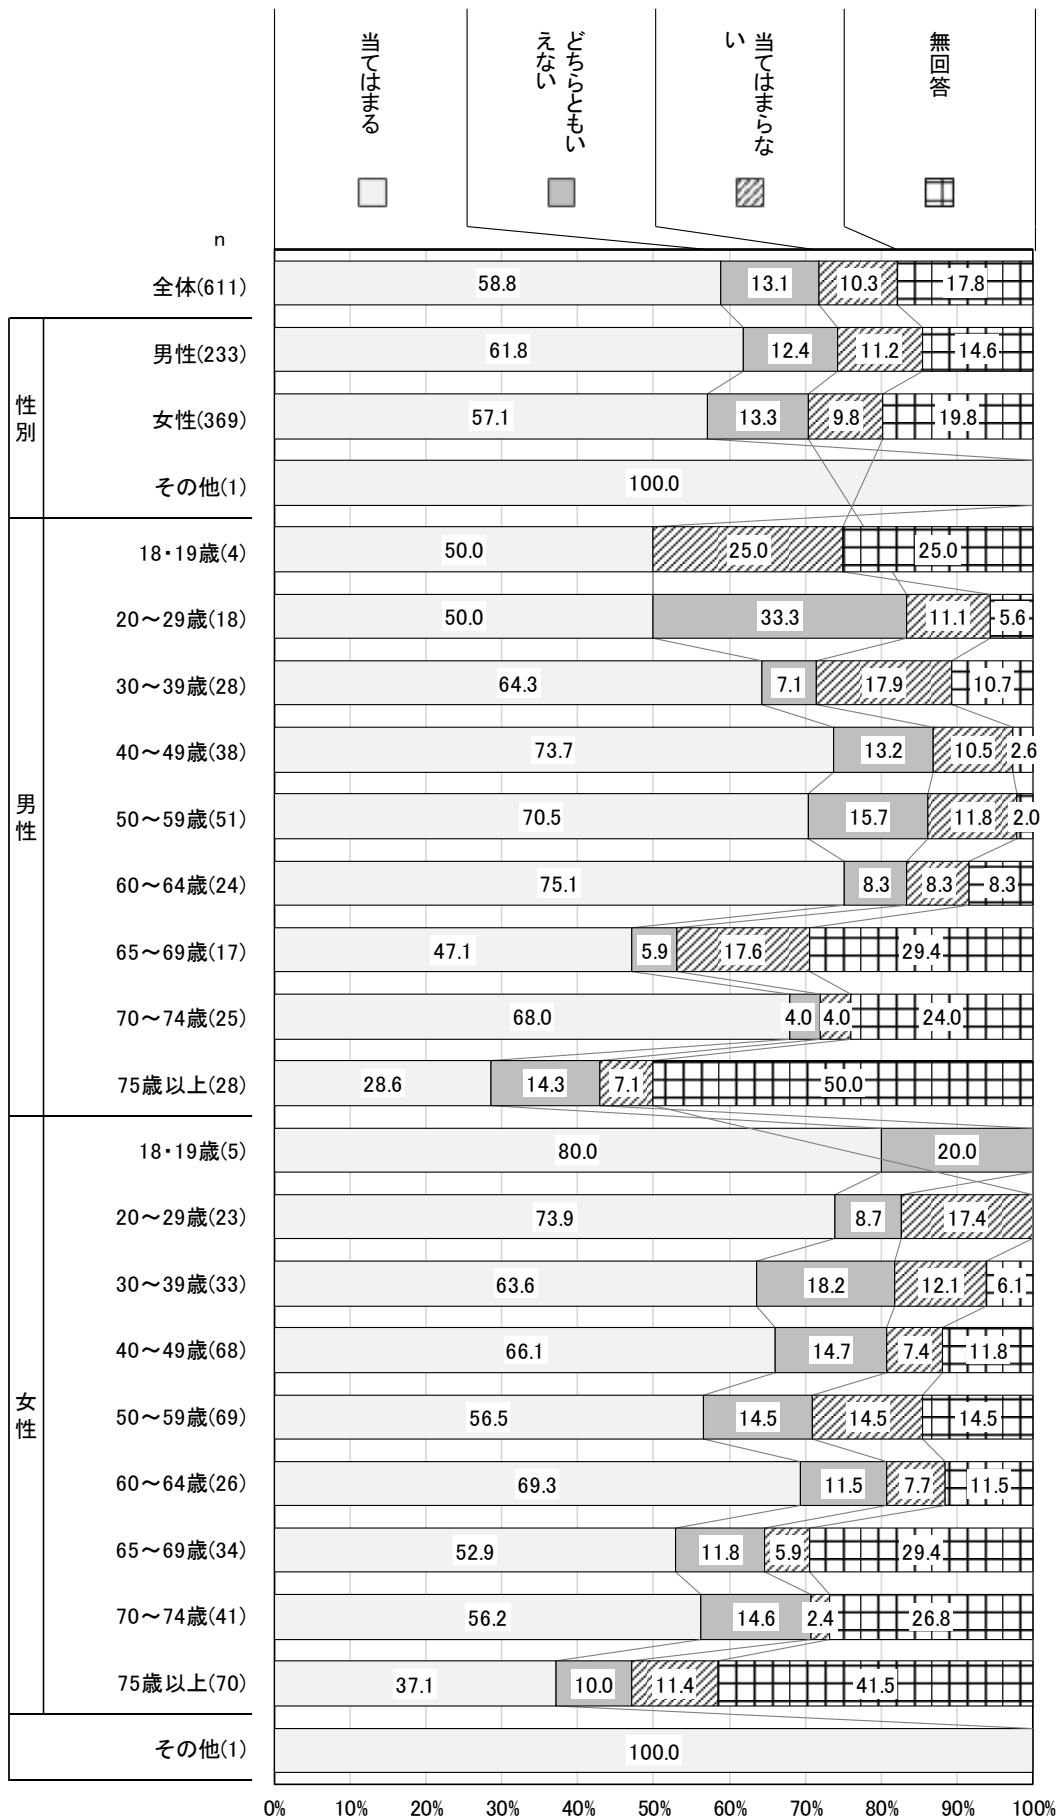 当てはまる
どちらともい
えない
当てはまらな
い
無回答
n
全体(611) 58.8 13.1 10.3 17.8
性別
男性(233) 61.8 12.4 11.2 14.6
女性(369) 57.1 13.3 9.8 19.8
その他(1) 100.0
男性
18・19歳(4) 50.0 25.0 25.0
20～29歳(18) 50.0 33.3 11.1 5.6
30～39歳(28) 64.3 7.1 17.9 10.7
40～49歳(38) 73.7 13.2 10.5 2.6
50～59歳(51) 70.5 15.7 11.8 2.0
60～64歳(24) 75.1 8.3 8.3 8.3
65～69歳(17) 47.1 5.9 17.6 29.4
70～74歳(25) 68.0 4.0 4.0 24.0
75歳以上(28) 28.6 14.3 7.1 50.0
女性
18・19歳(5) 80.0 20.0
20～29歳(23) 73.9 8.7 17.4
30～39歳(33) 63.6 18.2 12.1 6.1
40～49歳(68) 66.1 14.7 7.4 11.8
50～59歳(69) 56.5 14.5 14.5 14.5
60～64歳(26) 69.3 11.5 7.7 11.5
65～69歳(34) 52.9 11.8 5.9 29.4
70～74歳(41) 56.2 14.6 2.4 26.8
75歳以上(70) 37.1 10.0 11.4 41.5
その他(1) 100.0
0% 10% 20% 30% 40% 50% 60% 70% 80% 90% 100%